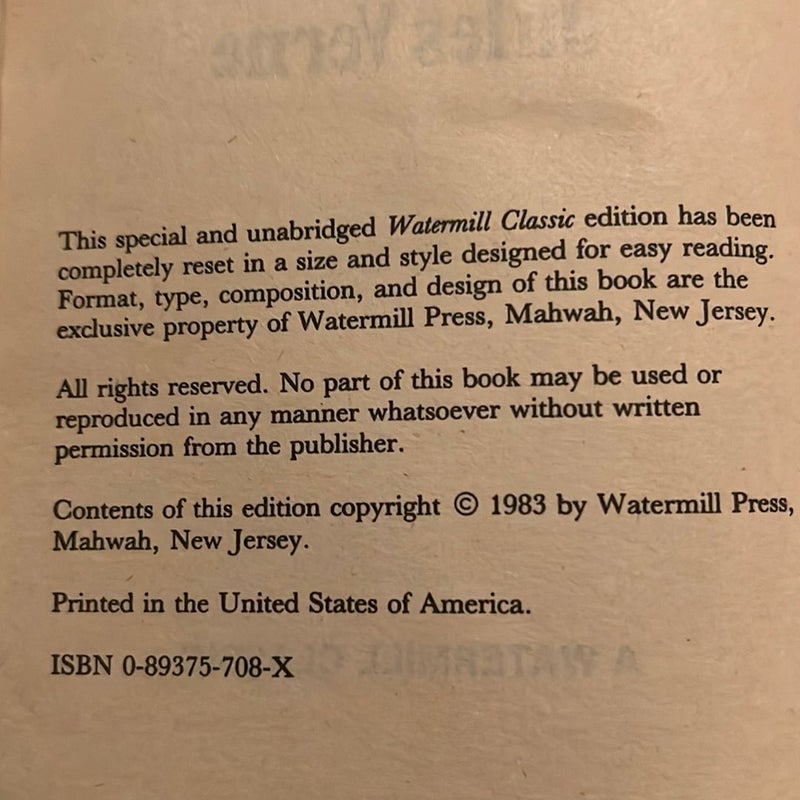 This special and unabridged Watermill Classic edition has been
completely reset in a size and style designed for easy reading.
Format, type, composition, and design of this book are the
exclusive property of Watermill Press, Mahwah, New Jersey.
All rights reserved. No part of this book may be used or
reproduced in any manner whatsoever without written
permission from the publisher.
Contents of this edition copyright © 1983 by Watermill Press,
Mahwah, New Jersey.
Printed in the United States of America.
ISBN 0-89375-708-X